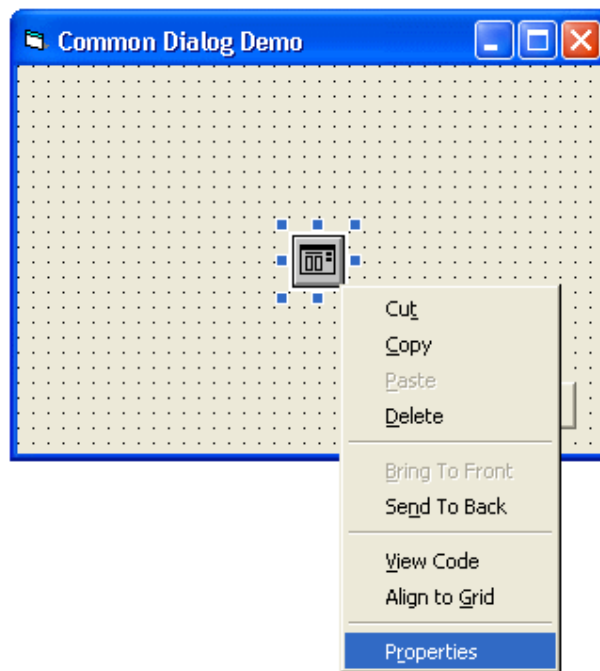 Common Dialog Demo
Cut
Copy
Paste
Delete
Bring To Front
Send To Back
View Code
Align to Grid
Properties